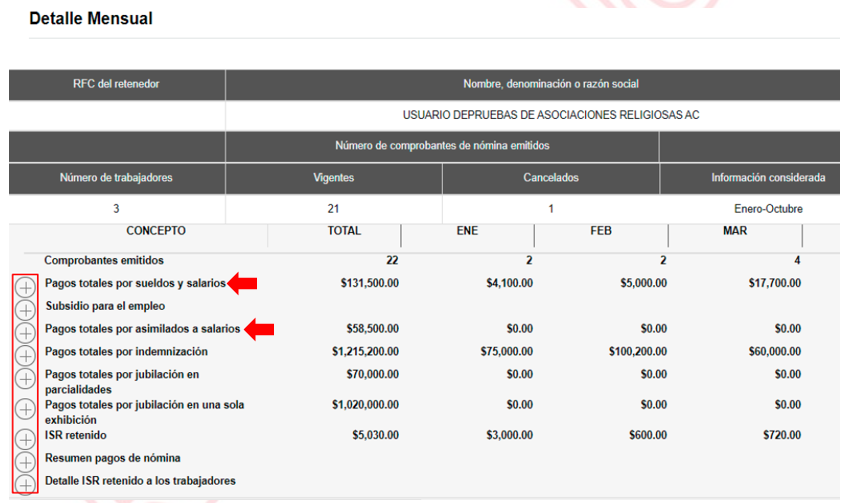 Detalle Mensual
RFC del retenedor Nombre, denominación o razón social
USUARIO DEPRUEBAS DE ASOCIACIONES RELIGIOSAS AC
Número de comprobantes de nómina emitidos
Número de trabajadores Vigentes Cancelados Información considerada
3 21 1 Enero-Octubre
CONCEPTO TOTAL ENE FEB MAR
Comprobantes emitidos 22 2 2 4
Pagos totales por sueldos y salarios $131,500.00 $4,100.00 $5,000.00 $17,700.00
Subsidio para el empleo
Pagos totales por asimilados a salarios $58,500.00 $0.00 $0.00 $0.00
Pagos totales por indemnización $1,215,200.00 $75,000.00 $100,200.00 $60,000.00
Pagos totales por jubilación en $70,000.00 $0.00 $0.00 $0.00
parcialidades
Pagos totales por jubilación en una sola $1,020,000.00 $0.00 $0.00 $0.00
exhibición
ISR retenido $5,030.00 $3,000.00 $600.00 $720.00
Resumen pagos de nómina
Detalle ISR retenido a los trabajadores